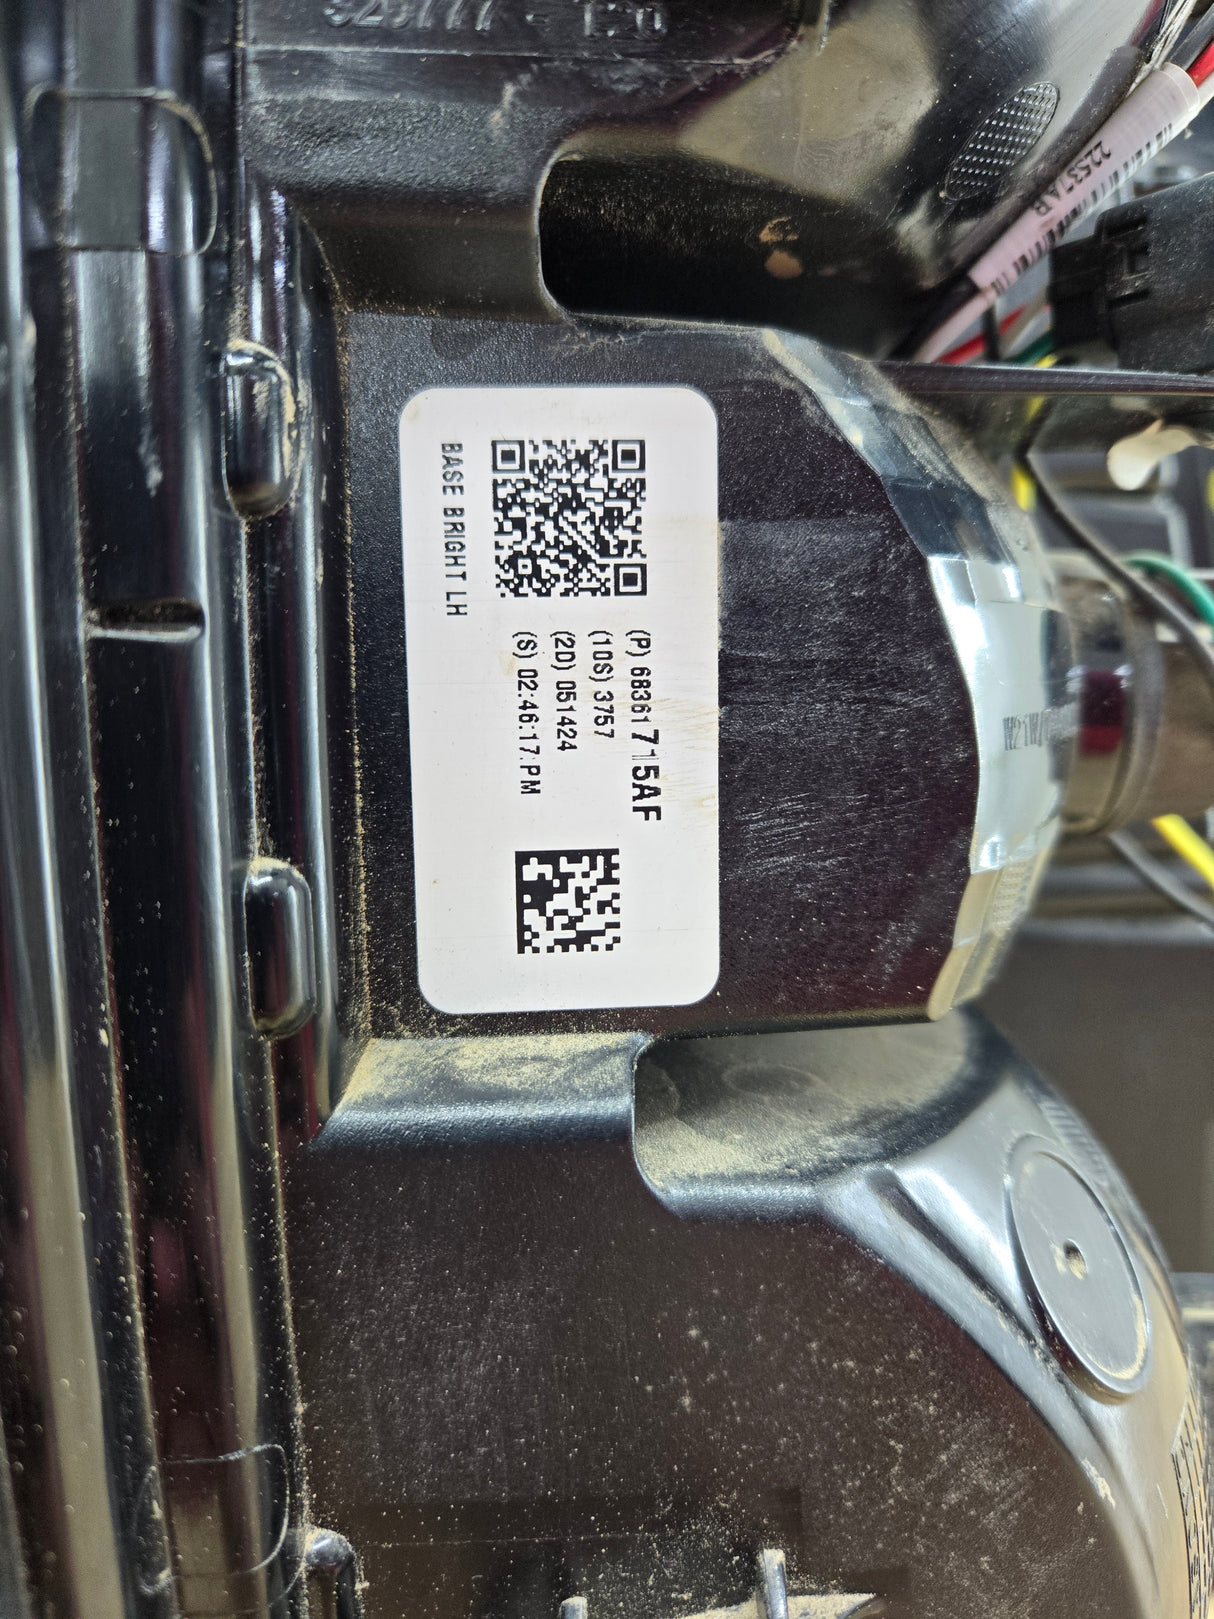 (P) 68361715AF
(10S) 3757
(2D) 051424
(S) 02:46:17:PM
BASE BRIGHT LH